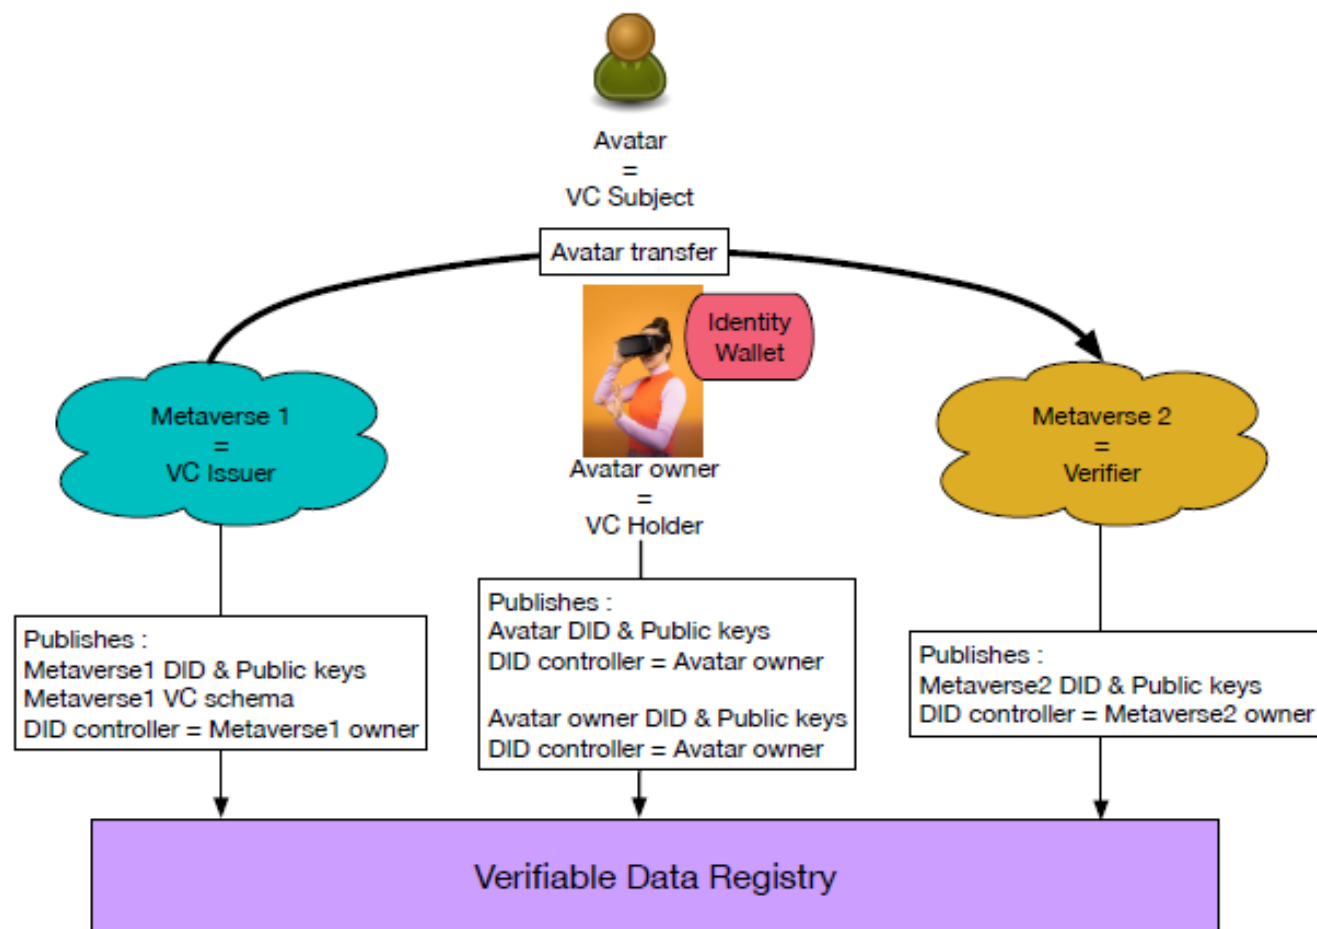 Avatar
=
VC Subject
Avatar transfer
Identity
Wallet
Metaverse 1
=
VC Issuer
Avatar owner
=
VC Holder
Metaverse 2
=
Verifier
Publishes :
Metaverse1 DID & Public keys
Metaverse1 VC schema
DID controller = Metaverse1 owner
Publishes :
Avatar DID & Public keys
DID controller = Avatar owner
Avatar owner DID & Public keys
DID controller = Avatar owner
Publishes :
Metaverse2 DID & Public keys
DID controller = Metaverse2 owner
Verifiable Data Registry